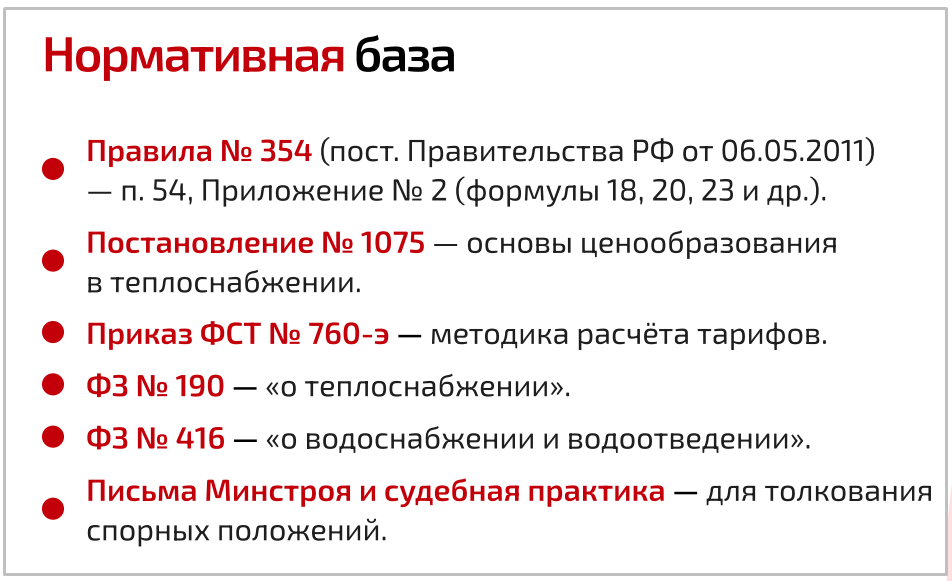 Нормативная база
Правила № 354 (пост. Правительства РФ от 06.05.2011)
— п. 54, Приложение № 2 (формулы 18, 20, 23 и др.).
Постановление № 1075 — основы ценообразования
в теплоснабжении.
Приказ ФСТ № 760-э — методика расчёта тарифов.
ФЗ № 190 — «о теплоснабжении».
ФЗ № 416 — «о водоснабжении и водоотведении».
Письма Минстроя и судебная практика — для толкования
спорных положений.